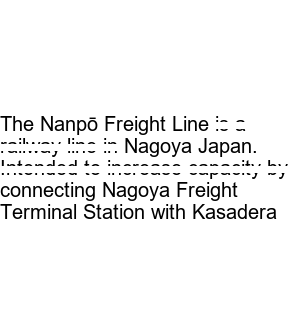 The Nanpō Freight Line is a
railway line in Nagoya Japan.
Intended to increase capacity by
connecting Nagoya Freight
Terminal Station with Kasadera